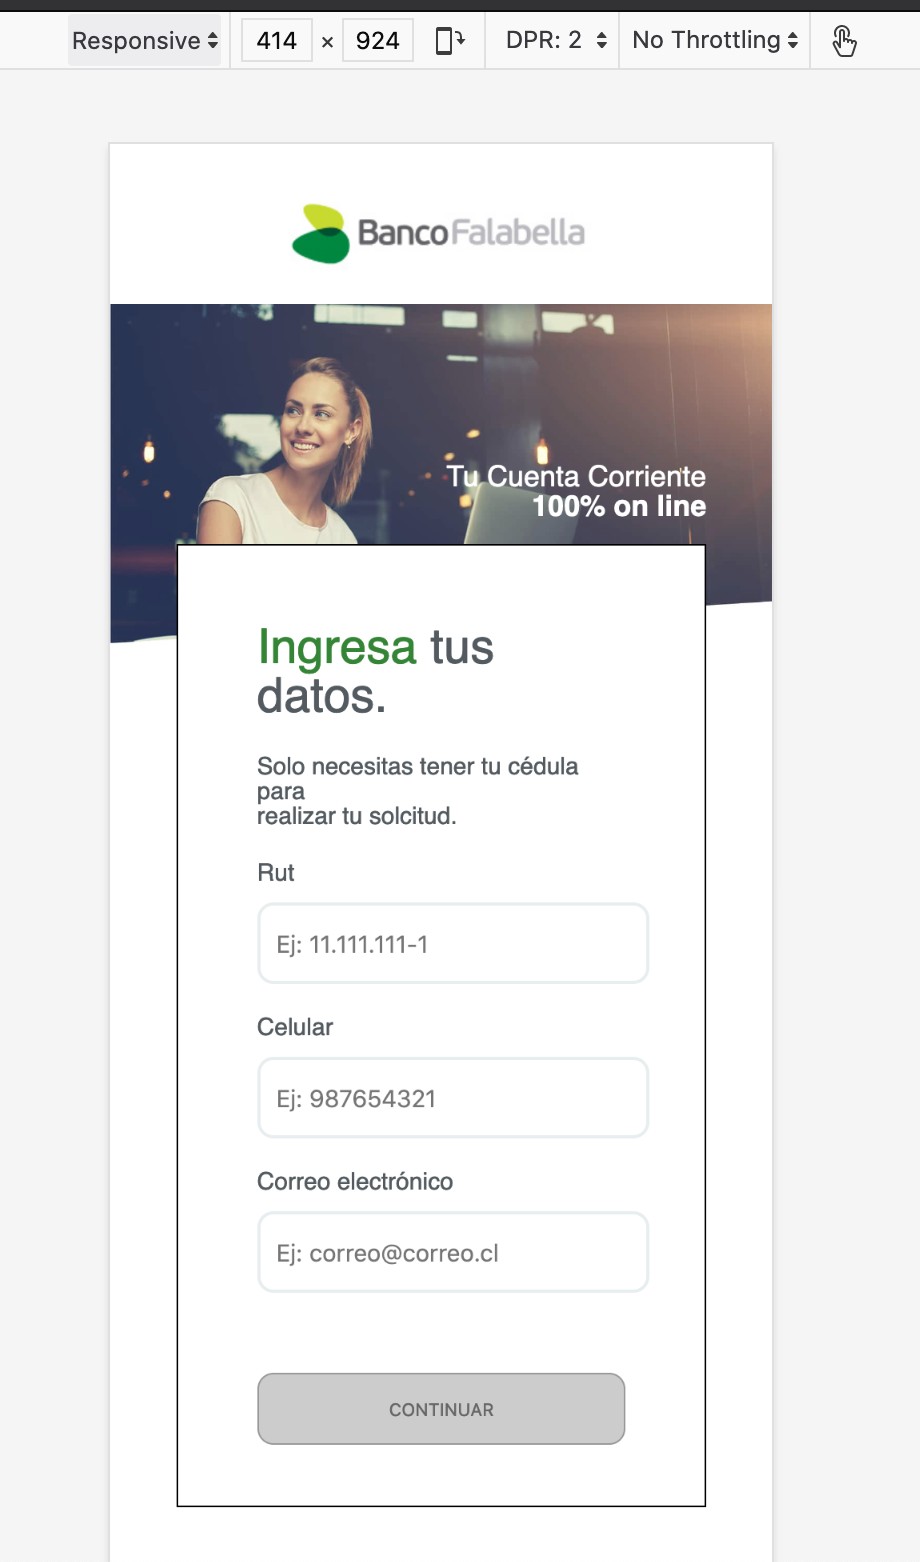 Responsive 414 × 924 DPR: 2 No Throttling
BancoFalabella
Tu Cuenta Corriente
100% on line
Ingresa tus
datos.
Solo necesitas tener tu cédula
para
realizar tu solcitud.
Rut
Ej: 11.111.111-1
Celular
Ej: 987654321
Correo electrónico
Ej: correo@correo.cl
CONTINUAR